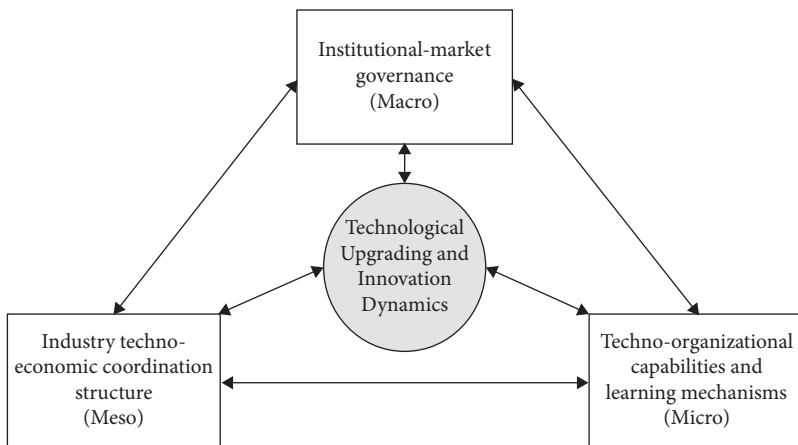 Institutional-market
governance
(Macro)
Technological
Upgrading and
Innovation
Dynamics
Industry techno-
economic coordination
structure
(Meso)
Techno-organizational
capabilities and
learning mechanisms
(Micro)